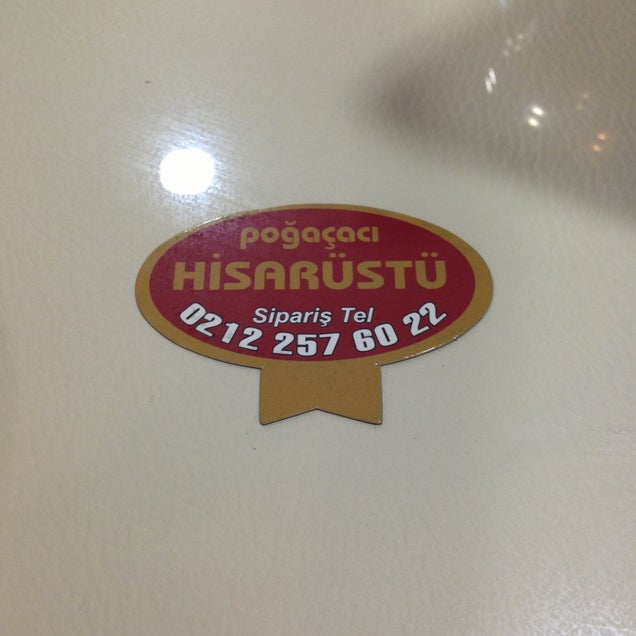 poğaçacı
HİSARÜSTÜ
Sipariş Tel
0212 257 60 22